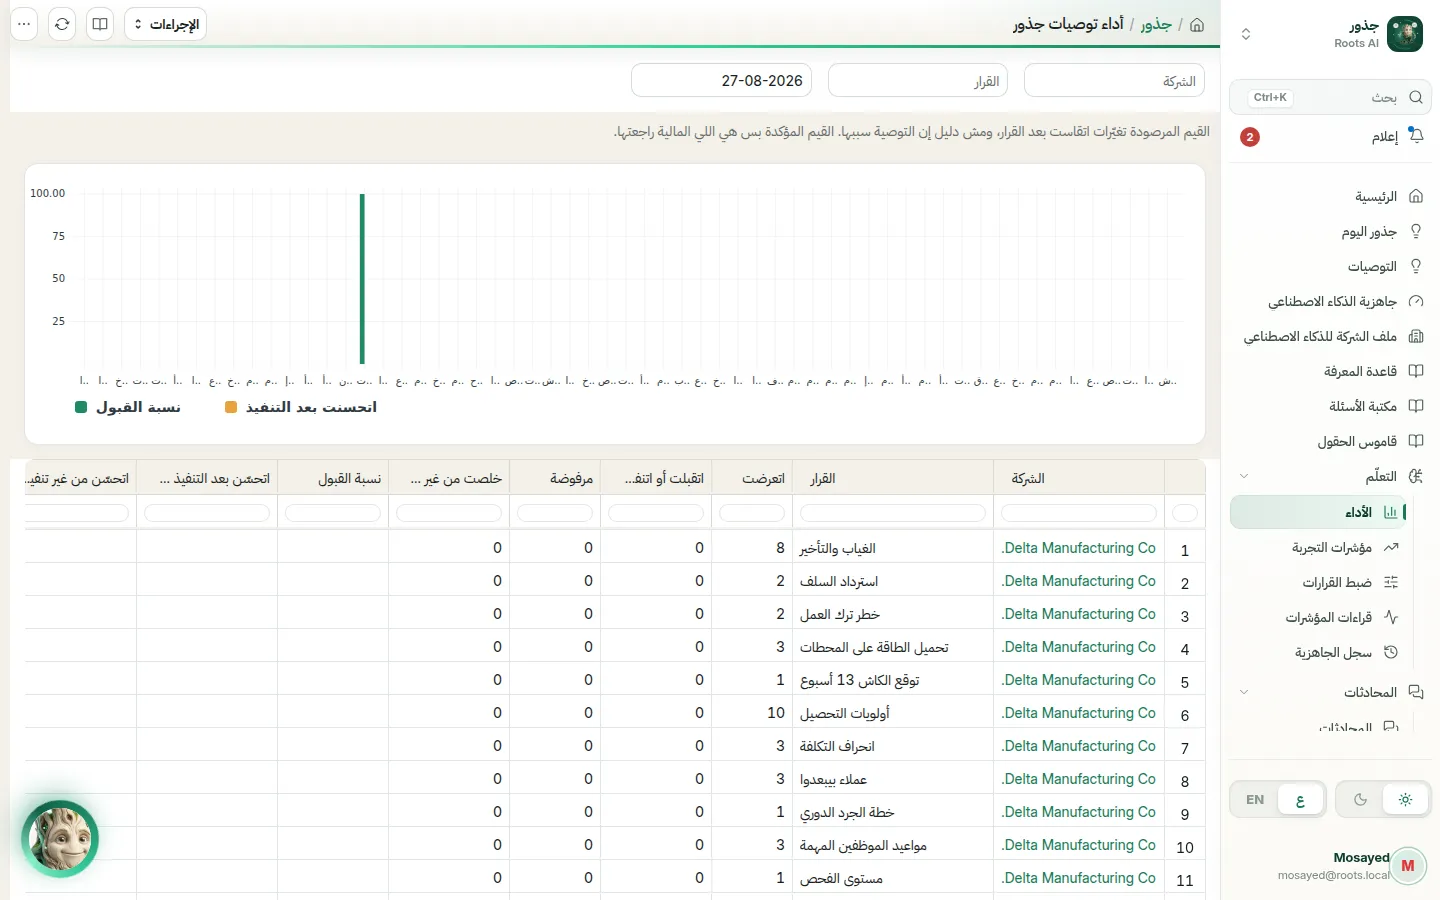 جذور
Roots AI
بحث
Ctrl+K
إعلام
2
الرئيسية
جذور اليوم
التوصيات
جاهزية الذكاء الاصطناعي
ملف الشركة للذكاء الاصطناعي
قاعدة المعرفة
مكتبة الأسئلة
قاموس الحقول
التعلّم
الأداء
مؤشرات التجربة
ضبط القرارات
قراءات المؤشرات
سجل الجاهزية
المحادثات
المحادثات
ع EN
Mosayed
mosayed@roots.local
M
جذور / أداء توصيات جذور
الإجراءات
الشركة
القرار
27-08-2026
القيم المرصودة تغيّرات اتقاست بعد القرار، ومش دليل إن التوصية سببها. القيم المؤكدة بس هي اللي المالية راجعتها.
100.00
75
50
25
نسبة القبول
اتحسنت بعد التنفيذ
الشركة القرار اتعرضت اتقبلت أو اتنف... مرفوضة خلصت من غير ... نسبة القبول اتحسّن بعد التنفيذ ... اتحسّن من غير تنفي...
1 Delta Manufacturing Co. الغياب والتأخير 8 0 0 0
2 Delta Manufacturing Co. استرداد السلف 2 0 0 0
3 Delta Manufacturing Co. خطر ترك العمل 2 0 0 0
4 Delta Manufacturing Co. تحميل الطاقة على المحطات 3 0 0 0
5 Delta Manufacturing Co. توقع الكاش 13 أسبوع 1 0 0 0
6 Delta Manufacturing Co. أولويات التحصيل 10 0 0 0
7 Delta Manufacturing Co. انحراف التكلفة 3 0 0 0
8 Delta Manufacturing Co. عملاء بيبعدوا 3 0 0 0
9 Delta Manufacturing Co. خطة الجرد الدوري 1 0 0 0
10 Delta Manufacturing Co. مواعيد الموظفين المهمة 3 0 0 0
11 Delta Manufacturing Co. مستوى الفحص 1 0 0 0